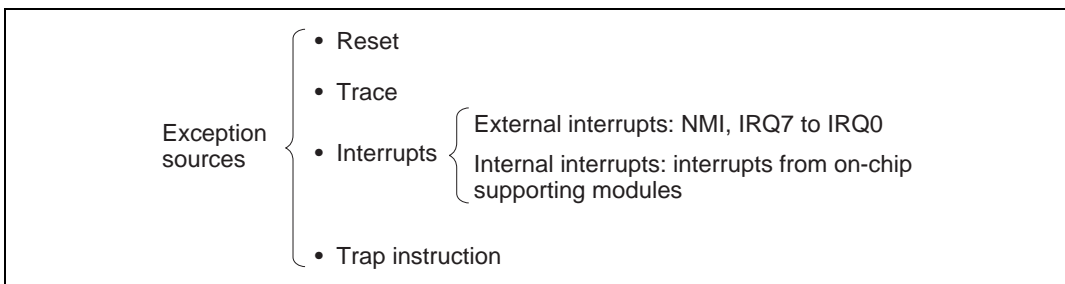 Exception
sources
• Reset
• Trace
• Interrupts
External interrupts: NMI, IRQ7 to IRQ0
Internal interrupts: interrupts from on-chip
supporting modules
• Trap instruction